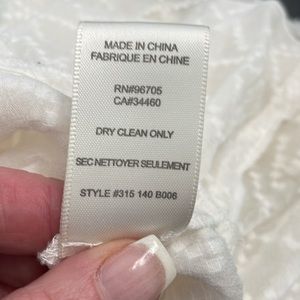 MADE IN CHINA
FABRIQUE EN CHINE
RN#96705
CA#34460
DRY CLEAN ONLY
SEC NETTOYER SEULEMENT
STYLE #315 140 B006